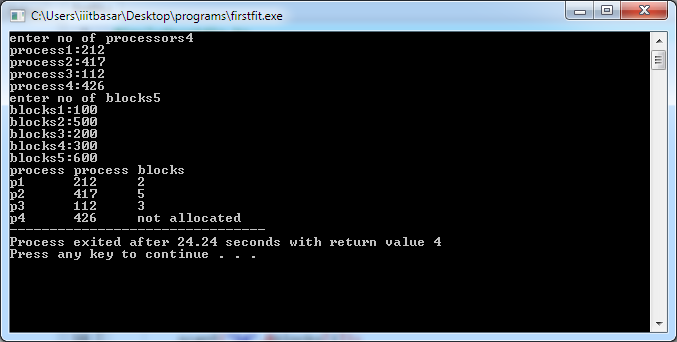 C:\Users\iiitbasar\Desktop\programs\firstfit.exe
enter no of processors4
process1:212
process2:417
process3:112
process4:426
enter no of blocks5
blocks1:100
blocks2:500
blocks3:200
blocks4:300
blocks5:600
process process blocks
p1 212 2
p2 417 5
p3 112 3
p4 426 not allocated
--------------------------------
Process exited after 24.24 seconds with return value 4
Press any key to continue . . .